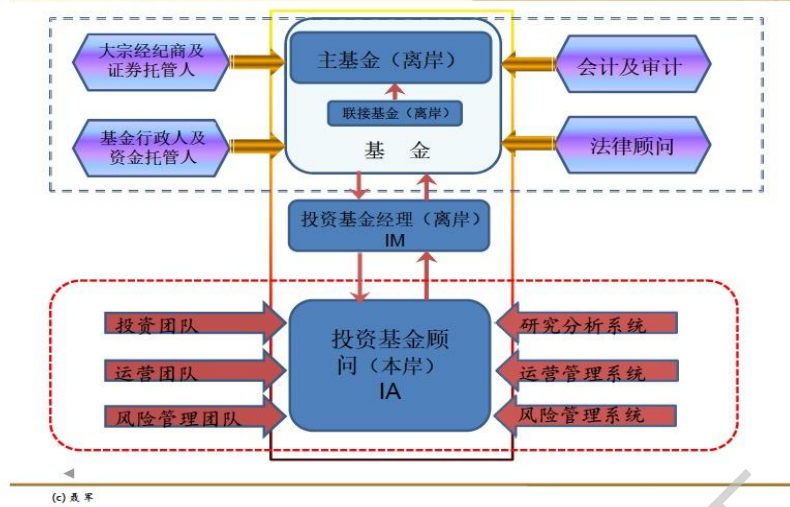 大宗经纪商及
证券托管人
主基金（离岸）
会计及审计
联接基金（离岸）
基金行政人及
资金托管人
基 金
法律顾问
投资基金经理（离岸）
IM
投资团队
投资基金顾
问（本岸）
IA
研究分析系统
运营团队
运营管理系统
风险管理团队
风险管理系统
(c) 聂军